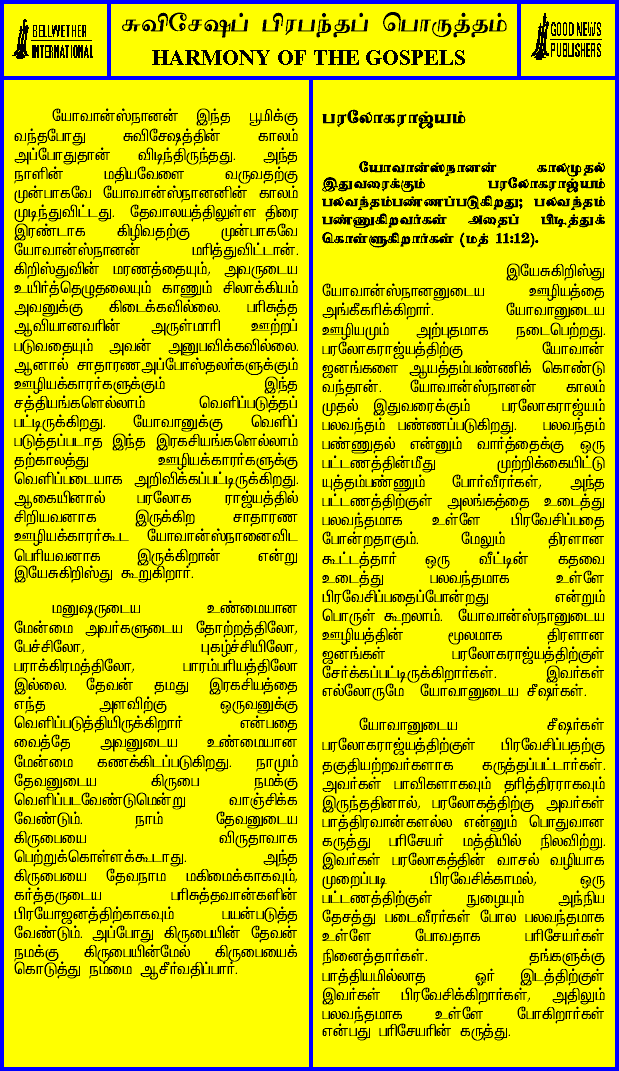 BELLWETHER
INTERNATIONAL
சுவிசேஷப் பிரபந்தப் பொருத்தம்
HARMONY OF THE GOSPELS
GOOD NEWS
PUBLISHERS
யோவான்ஸ்நானன் இந்த பூமிக்கு
வந்தபோது சுவிசேஷத்தின் காலம்
அப்போதுதான் விடிந்திருந்தது. அந்த
நாளின் மதியவேளை வருவதற்கு
முன்பாகவே யோவான்ஸ்நானனின் காலம்
முடிந்துவிட்டது. தேவாலயத்திலுள்ள திரை
இரண்டாக கிழிவதற்கு முன்பாகவே
யோவான்ஸ்நானன் மரித்துவிட்டான்.
கிறிஸ்துவின் மரணத்தையும், அவருடைய
உயிர்த்தெழுதலையும் காணும் சிலாக்கியம்
அவனுக்கு கிடைக்கவில்லை. பரிசுத்த
ஆவியானவரின் அருள்மாரி ஊற்றப்
படுவதையும் அவன் அனுபவிக்கவில்லை.
ஆனால் சாதாரணஅப்போஸ்தலர்களுக்கும்
ஊழியக்காரர்களுக்கும் இந்த
சத்தியங்களெல்லாம் வெளிப்படுத்தப்
பட்டிருக்கிறது. யோவானுக்கு வெளிப்
படுத்தப்படாத இந்த இரகசியங்களெல்லாம்
தற்காலத்து ஊழியக்காரர்களுக்கு
வெளிப்படையாக அறிவிக்கப்பட்டிருக்கிறது.
ஆகையினால் பரலோக ராஜ்யத்தில்
சிறியவனாக இருக்கிற சாதாரண
ஊழியக்காரர்கூட யோவான்ஸ்நானனைவிட
பெரியவனாக இருக்கிறான் என்று
இயேசுகிறிஸ்து கூறுகிறார்.
மனுஷருடைய உண்மையான
மேன்மை அவர்களுடைய தோற்றத்திலோ,
பேச்சிலோ, புகழ்ச்சியிலோ,
பராக்கிரமத்திலோ, பாரம்பரியத்திலோ
இல்லை. தேவன் தமது இரகசியத்தை
எந்த அளவிற்கு ஒருவனுக்கு
வெளிப்படுத்தியிருக்கிறார் என்பதை
வைத்தே அவனுடைய உண்மையான
மேன்மை கணக்கிடப்படுகிறது. நாமும்
தேவனுடைய கிருபை நமக்கு
வெளிப்படவேண்டுமென்று வாஞ்சிக்க
வேண்டும். நாம் தேவனுடைய
கிருபையை விருதாவாக
பெற்றுக்கொள்ளக்கூடாது. அந்த
கிருபையை தேவநாம மகிமைக்காகவும்,
கர்த்தருடைய பரிசுத்தவான்களின்
பிரயோஜனத்திற்காகவும் பயன்படுத்த
வேண்டும். அப்போது கிருபையின் தேவன்
நமக்கு கிருபையின்மேல் கிருபையைக்
கொடுத்து நம்மை ஆசீர்வதிப்பார்.
பரலோகராஜ்யம்
யோவான்ஸ்நானன் காலமுதல்
இதுவரைக்கும் பரலோகராஜ்யம்
பலவந்தம்பண்ணப்படுகிறது; பலவந்தம்
பண்ணுகிறவர்கள் அதைப் பிடித்துக்
கொள்ளுகிறார்கள் (மத் 11:12).
இயேசுகிறிஸ்து
யோவான்ஸ்நானனுடைய ஊழியத்தை
அங்கீகரிக்கிறார். யோவானுடைய
ஊழியமும் அற்புதமாக நடைபெற்றது.
பரலோகராஜ்யத்திற்கு யோவான்
ஜனங்களை ஆயத்தம்பண்ணிக் கொண்டு
வந்தான். யோவான்ஸ்நானன் காலம்
முதல் இதுவரைக்கும் பரலோகராஜ்யம்
பலவந்தம் பண்ணப்படுகிறது. பலவந்தம்
பண்ணுதல் என்னும் வார்த்தைக்கு ஒரு
பட்டணத்தின்மீது முற்றிக்கையிட்டு
யுத்தம்பண்ணும் போர்வீரர்கள், அந்த
பட்டணத்திற்குள் அலங்கத்தை உடைத்து
பலவந்தமாக உள்ளே பிரவேசிப்பதை
போன்றதாகும். மேலும் திரளான
கூட்டத்தார் ஒரு வீட்டின் கதவை
உடைத்து பலவந்தமாக உள்ளே
பிரவேசிப்பதைப்போன்றது என்றும்
பொருள் கூறலாம். யோவான்ஸ்நானுடைய
ஊழியத்தின் மூலமாக திரளான
ஜனங்கள் பரலோகராஜ்யத்திற்குள்
சேர்க்கப்பட்டிருக்கிறார்கள். இவர்கள்
எல்லோருமே யோவானுடைய சீஷர்கள்.
யோவானுடைய சீஷர்கள்
பரலோகராஜ்யத்திற்குள் பிரவேசிப்பதற்கு
தகுதியற்றவர்களாக கருத்தப்பட்டார்கள்.
அவர்கள் பாவிகளாகவும் தரித்திரராகவும்
இருந்ததினால், பரலோகத்திற்கு அவர்கள்
பாத்திரவான்களல்ல என்னும் பொதுவான
கருத்து பரிசேயர் மத்தியில் நிலவிற்று.
இவர்கள் பரலோகத்தின் வாசல் வழியாக
முறைப்படி பிரவேசிக்காமல், ஒரு
பட்டணத்திற்குள் நுழையும் அந்நிய
தேசத்து படைவீரர்கள் போல பலவந்தமாக
உள்ளே போவதாக பரிசேயர்கள்
நினைத்தார்கள். தங்களுக்கு
பாத்தியமில்லாத ஓர் இடத்திற்குள்
இவர்கள் பிரவேசிக்கிறார்கள், அதிலும்
பலவந்தமாக உள்ளே போகிறார்கள்
என்பது பரிசேயரின் கருத்து.